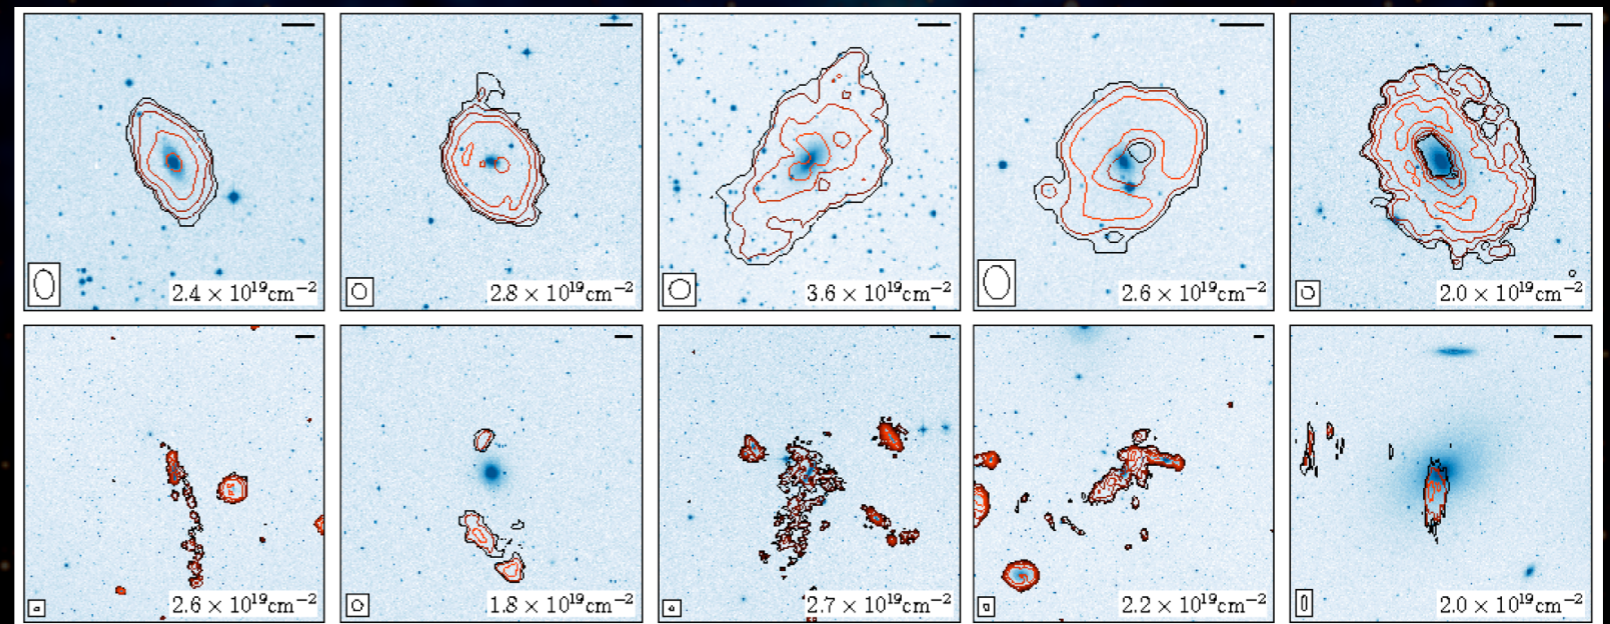 2.4 × 10¹⁹cm⁻²
2.8 × 10¹⁹cm⁻²
3.6 × 10¹⁹cm⁻²
2.6 × 10¹⁹cm⁻²
2.0 × 10¹⁹cm⁻²
2.6 × 10¹⁹cm⁻²
1.8 × 10¹⁹cm⁻²
2.7 × 10¹⁹cm⁻²
2.2 × 10¹⁹cm⁻²
2.0 × 10¹⁹cm⁻²